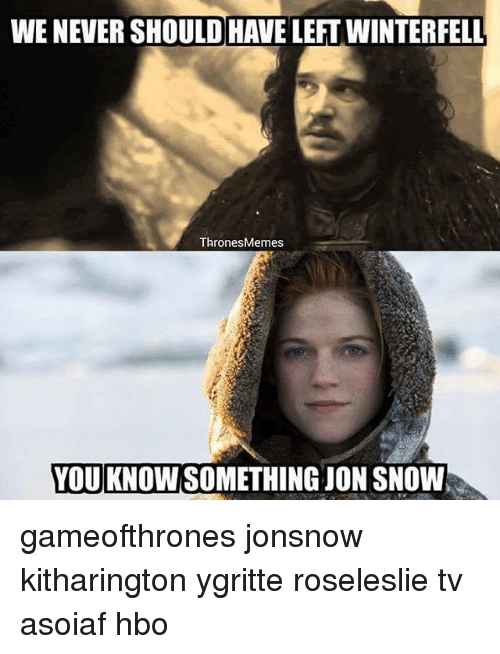 WE NEVER SHOULD HAVE LEFT WINTERFELL
ThronesMemes
YOU KNOW SOMETHING JON SNOW
gameofthrones jonsnow
kitharington ygritte roseleslie tv
asoiaf hbo